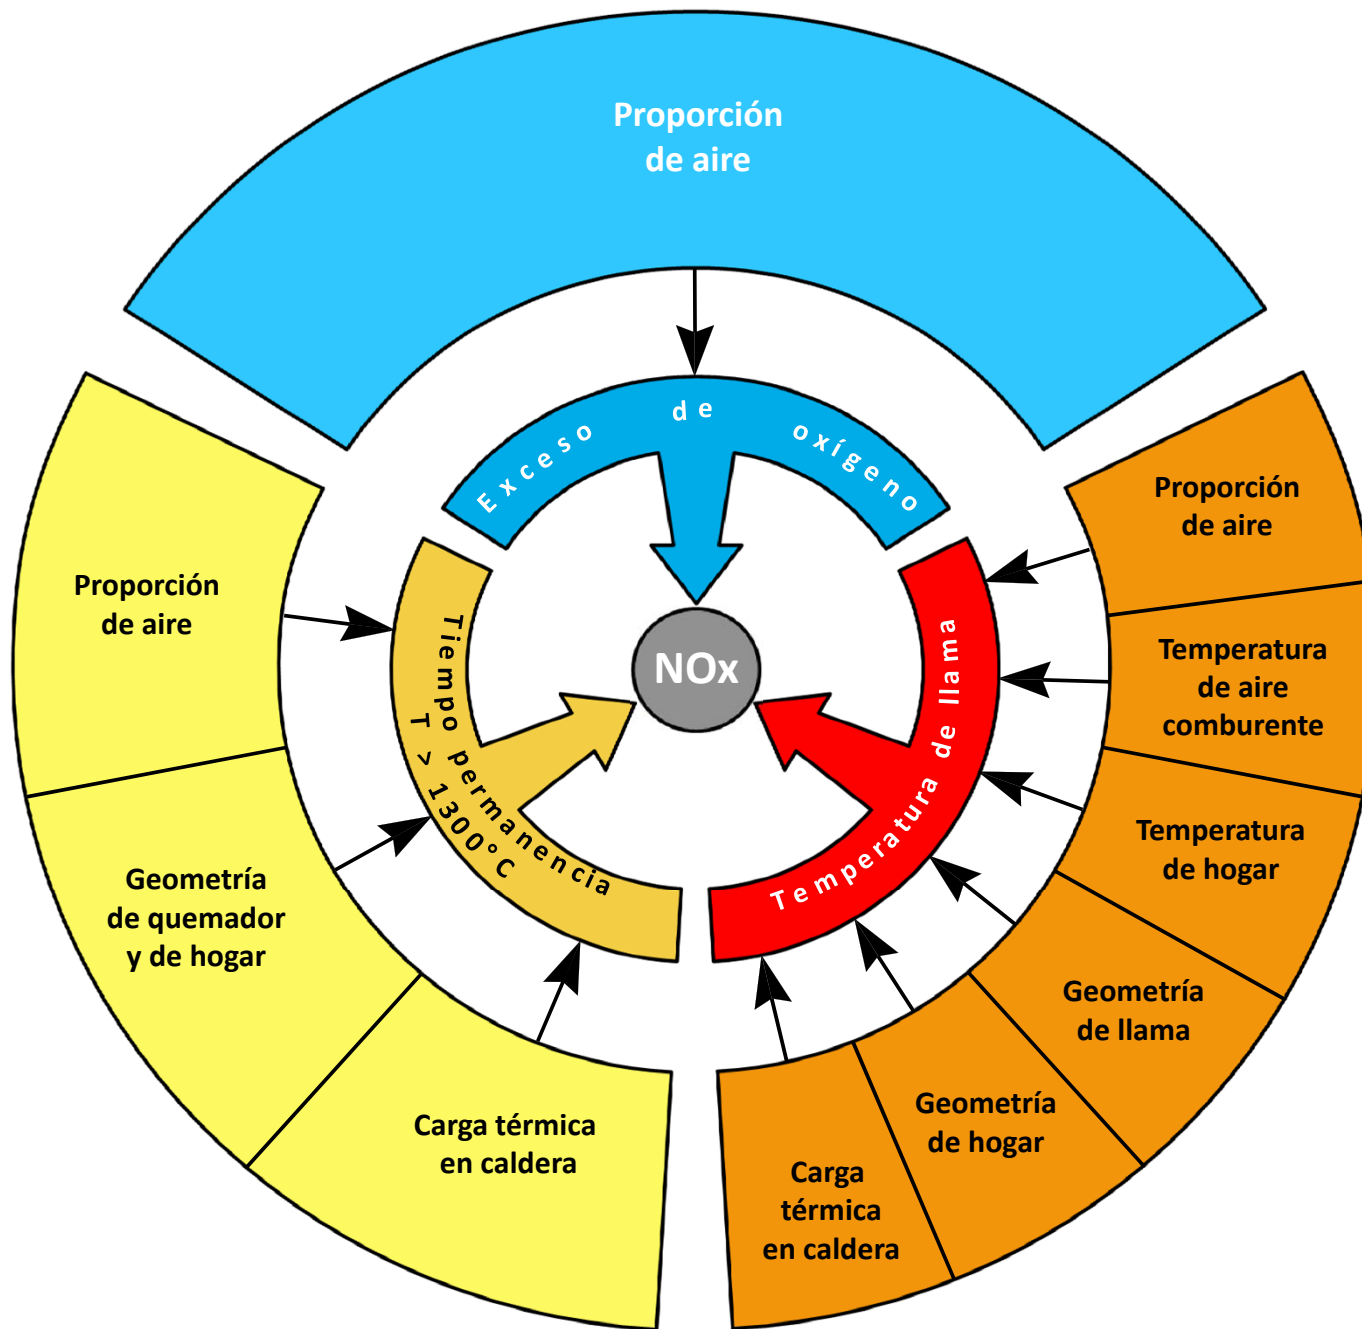 Proporción
de aire
Exceso de oxígeno
Proporción
de aire
Geometría
de quemador
y de hogar
Carga térmica
en caldera
Tiempo permanencia
T > 1300°C
NOx
Temperatura de llama
Proporción
de aire
Temperatura
de aire
comburente
Temperatura
de hogar
Geometría
de llama
Geometría
de hogar
Carga
térmica
en caldera